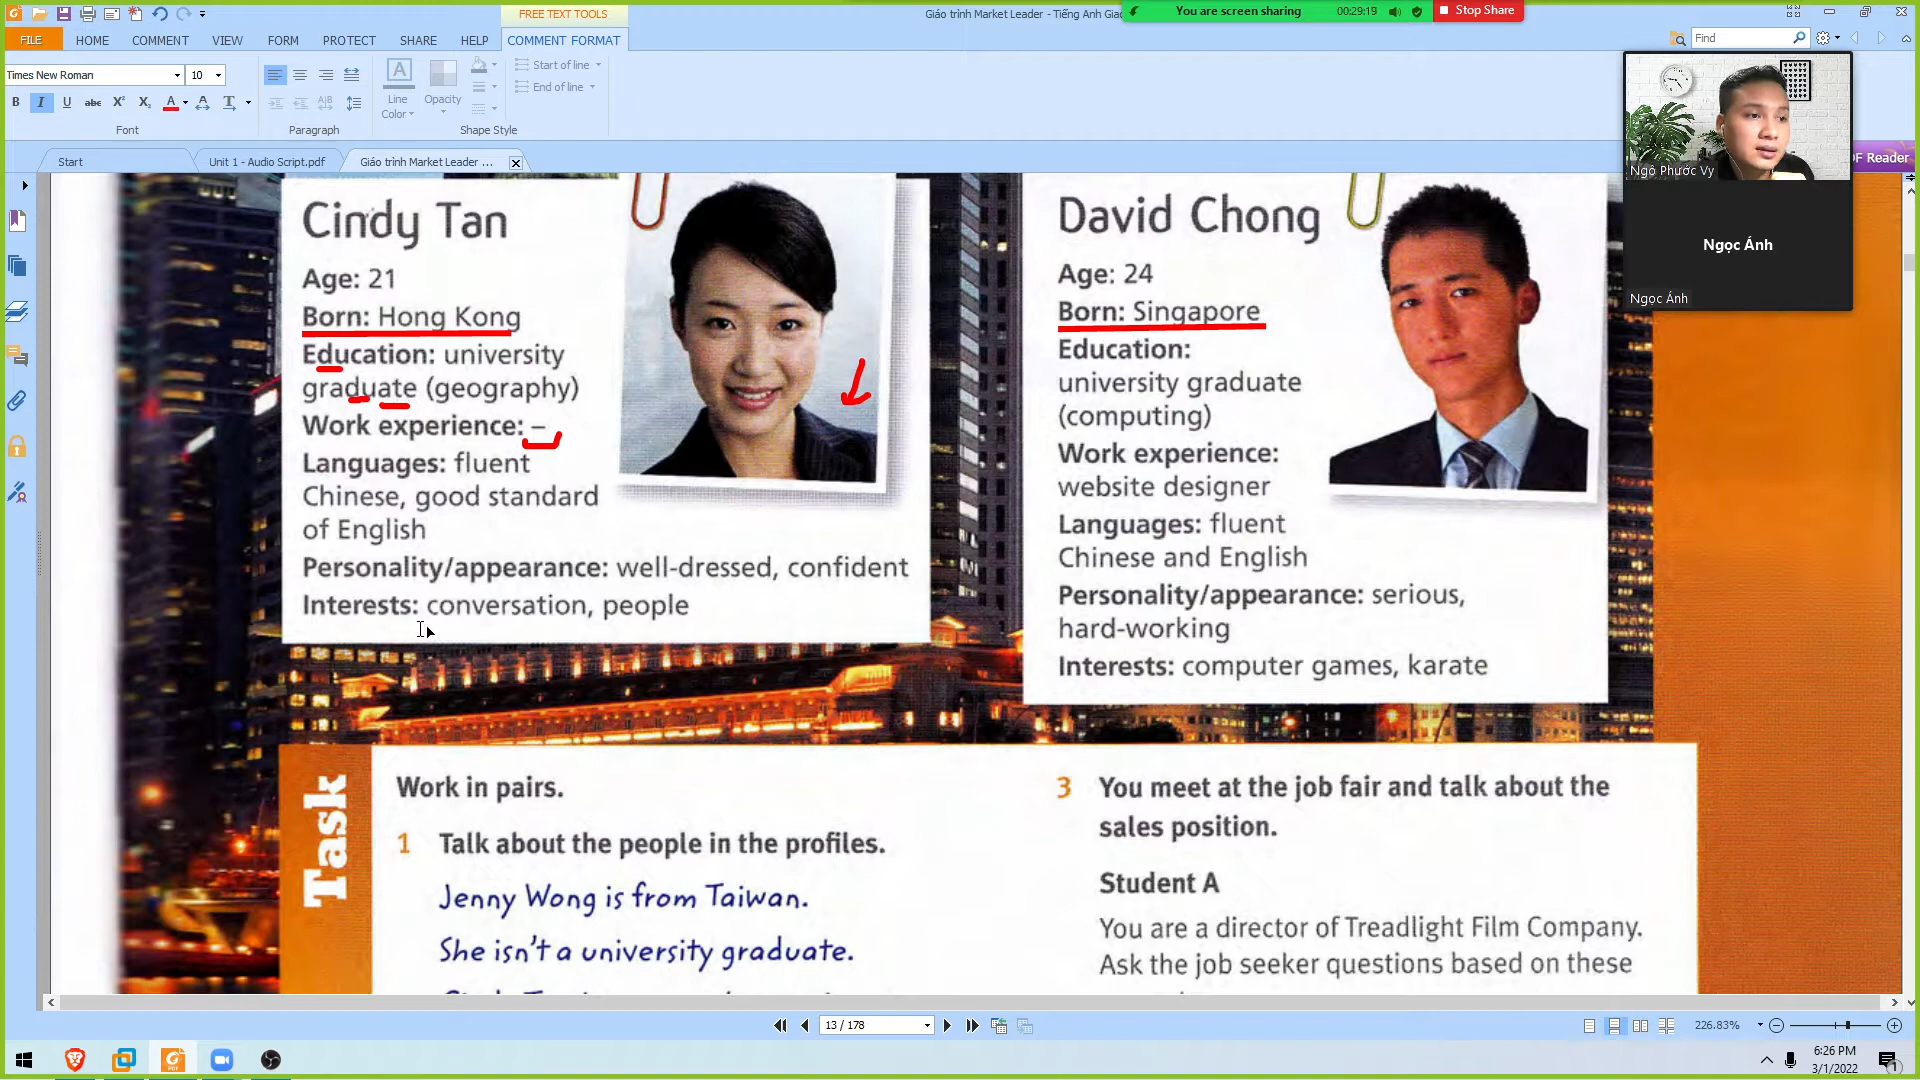 FREE TEXT TOOLS
Giáo trình Market Leader - Tiếng Anh Giao
You are screen sharing
00:29:19
Stop Share
FILE
HOME
COMMENT
VIEW
FORM
PROTECT
SHARE
HELP
COMMENT FORMAT
Find
Times New Roman
10
Line
Color
Opacity
Start of line
End of line
B I U abc X² X₂ A A T
A
Font
Paragraph
Shape Style
Start
Unit 1 - Audio Script.pdf
Giáo trình Market Leader ...
F Reader
Ngô Phước Vy
Ngọc Ánh
Ngọc Ánh
Cindy Tan
Age: 21
Born: Hong Kong
Education: university
graduate (geography)
Work experience: –
Languages: fluent
Chinese, good standard
of English
Personality/appearance: well-dressed, confident
Interests: conversation, people
David Chong
Age: 24
Born: Singapore
Education:
university graduate
(computing)
Work experience:
website designer
Languages: fluent
Chinese and English
Personality/appearance: serious,
hard-working
Interests: computer games, karate
Task
Work in pairs.
1 Talk about the people in the profiles.
Jenny Wong is from Taiwan.
She isn't a university graduate.
3 You meet at the job fair and talk about the
sales position.
Student A
You are a director of Treadlight Film Company.
Ask the job seeker questions based on these
13 / 178
226.83%
6:26 PM
3/1/2022